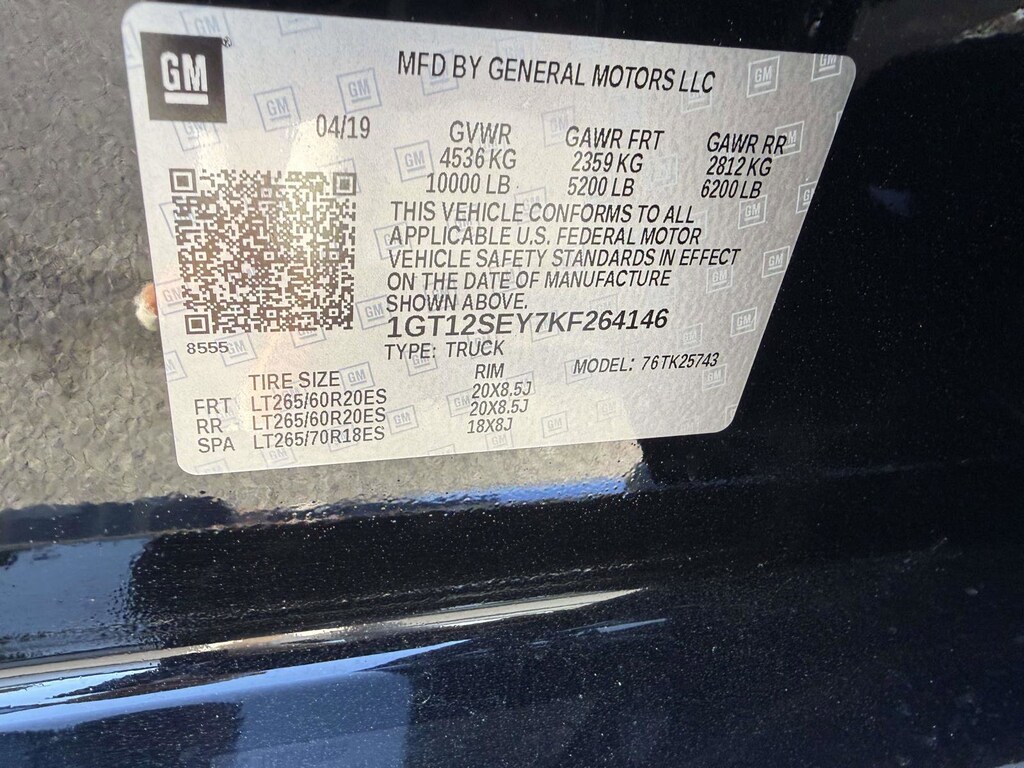 GM
MFD BY GENERAL MOTORS LLC
04/19
GVWR GAWR FRT GAWR RR
4536 KG 2359 KG 2812 KG
10000 LB 5200 LB 6200 LB
THIS VEHICLE CONFORMS TO ALL
APPLICABLE U.S. FEDERAL MOTOR
VEHICLE SAFETY STANDARDS IN EFFECT
ON THE DATE OF MANUFACTURE
SHOWN ABOVE.
1GT12SEY7KF264146
8555
TYPE: TRUCK MODEL: 76TK25743
TIRE SIZE RIM
FRT LT265/60R20ES 20X8.5J
RR LT265/60R20ES 20X8.5J
SPA LT265/70R18ES 18X8J